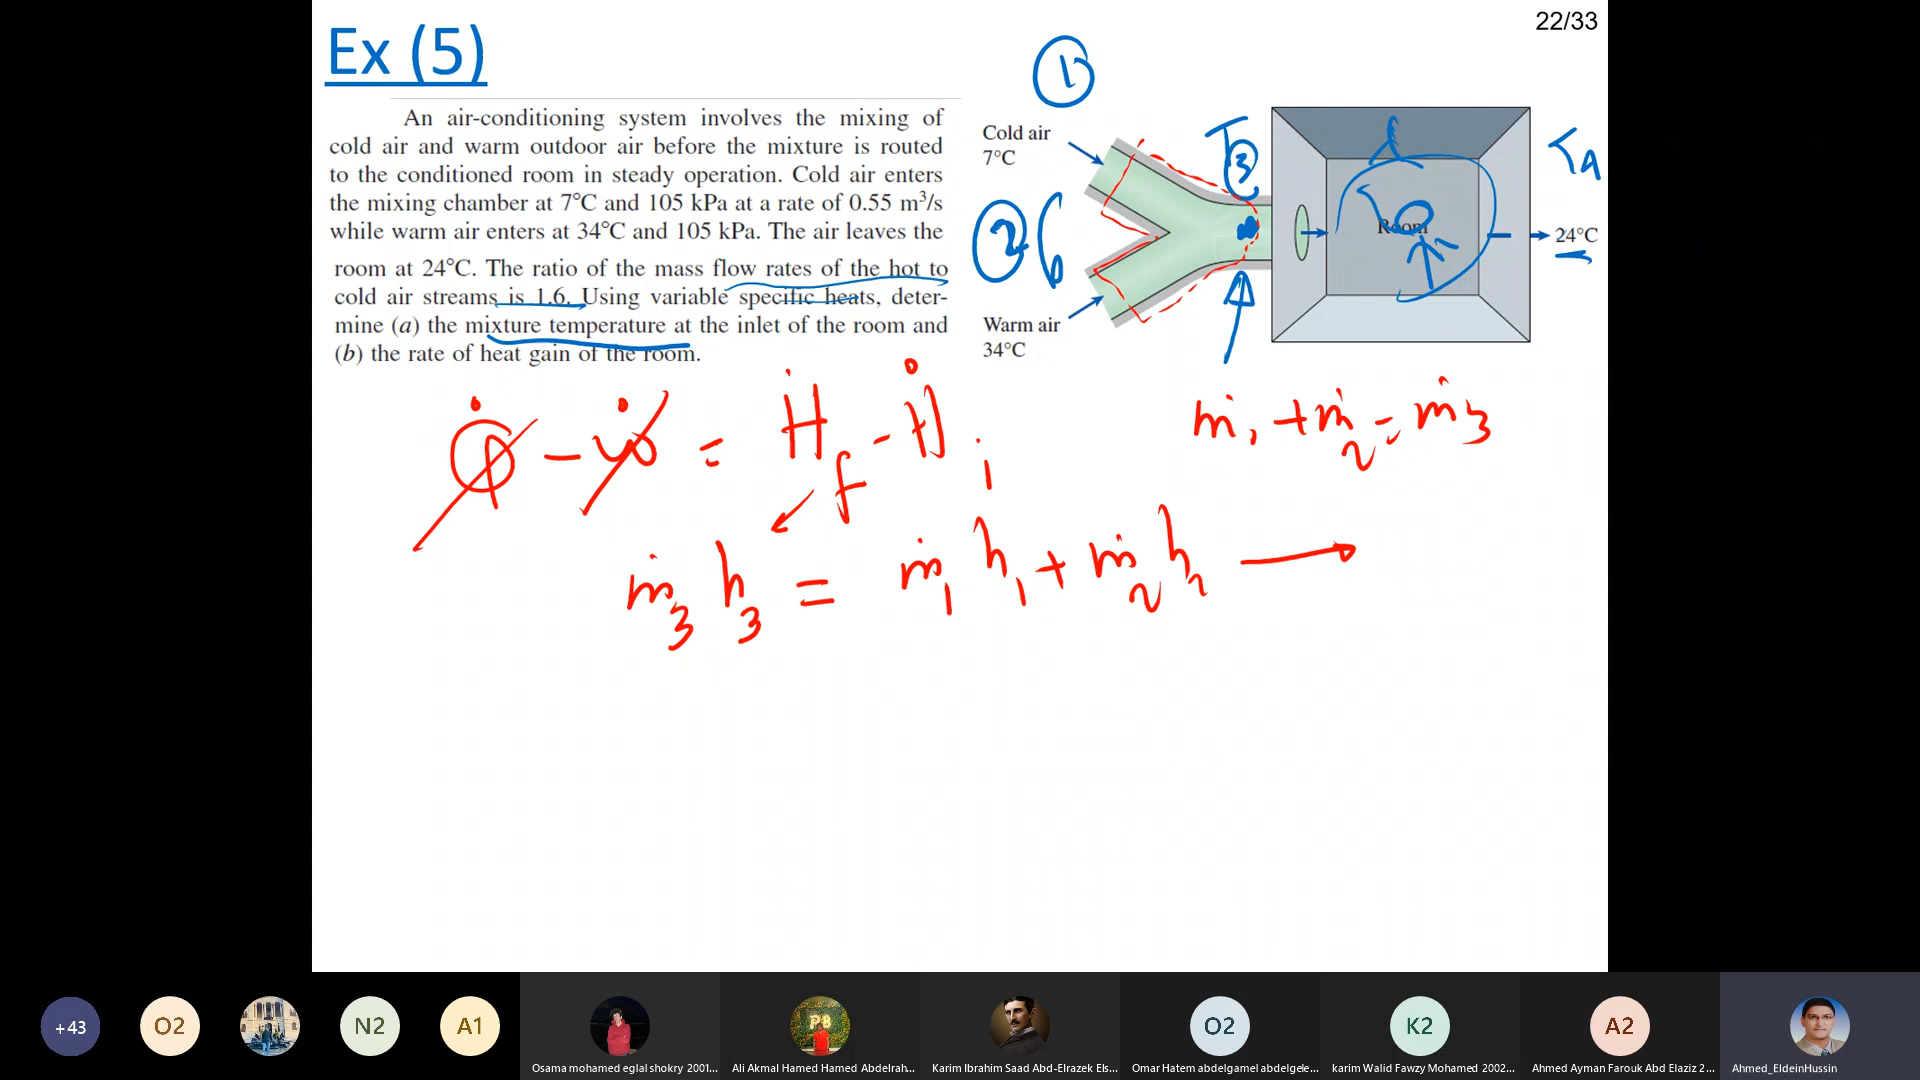 22/33
Ex (5)
An air-conditioning system involves the mixing of
cold air and warm outdoor air before the mixture is routed
to the conditioned room in steady operation. Cold air enters
the mixing chamber at 7°C and 105 kPa at a rate of 0.55 m³/s
while warm air enters at 34°C and 105 kPa. The air leaves the
room at 24°C. The ratio of the mass flow rates of the hot to
cold air streams is 1.6. Using variable specific heats, deter-
mine (a) the mixture temperature at the inlet of the room and
(b) the rate of heat gain of the room.
1
Cold air
7°C
2
Warm air
34°C
T3
Room
TA
24°C
Q̇ - ẇ = Ḣf - Ḣi
ṁ1 + ṁ2 = ṁ3
ṁ3 h3 = ṁ1 h1 + ṁ2 h2 →
+43
O2
N2
A1
P8
O2
K2
A2
Osama mohamed eglal shokry 2001...
Ali Akmal Hamed Hamed Abdelrah...
Karim Ibrahim Saad Abd-Elrazek Els...
Omar Hatem abdelgamel abdelgele...
karim Walid Fawzy Mohamed 2002...
Ahmed Ayman Farouk Abd Elaziz 2...
Ahmed_EldeinHussin